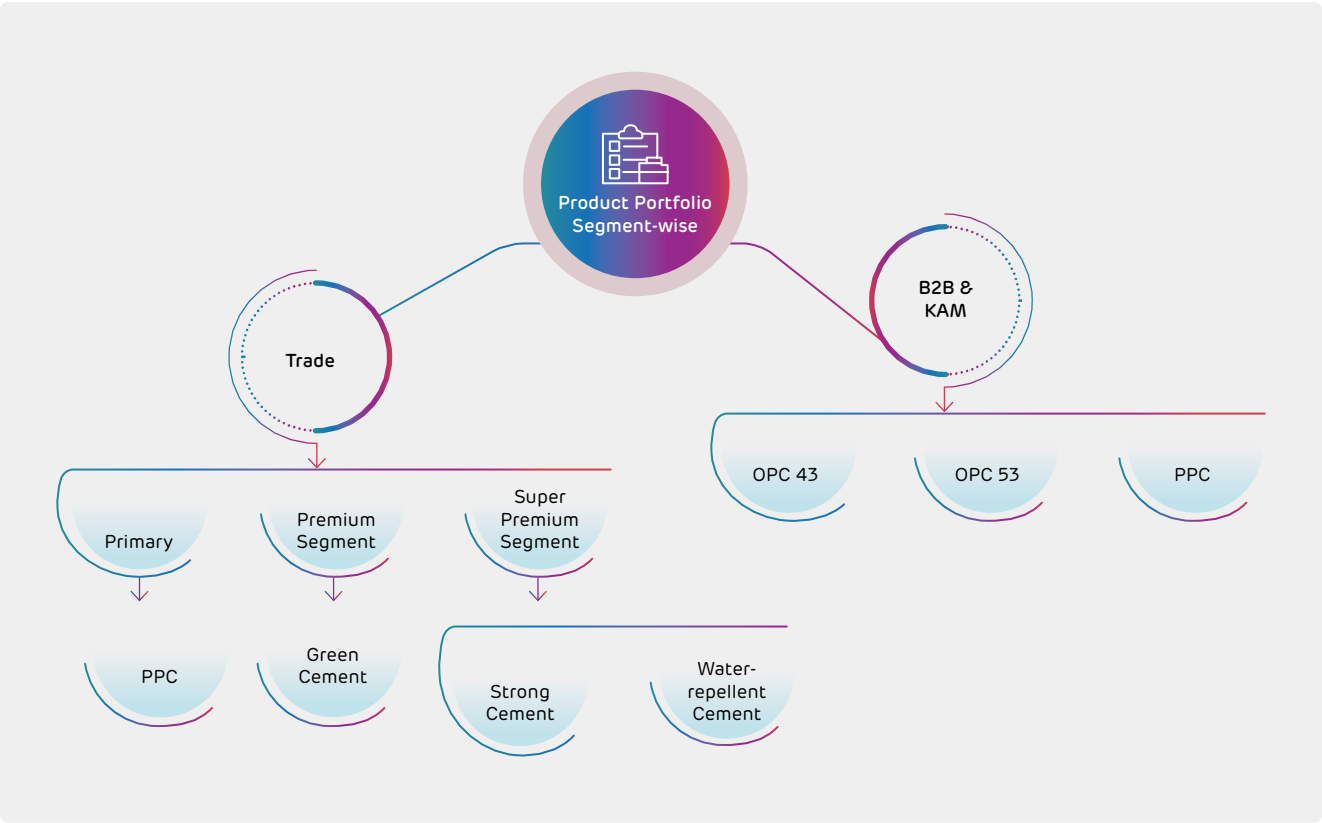 Product Portfolio
Segment-wise
B2B &
KAM
Trade
OPC 43
OPC 53
PPC
Primary
Premium
Segment
Super
Premium
Segment
PPC
Green
Cement
Strong
Cement
Water-
repellent
Cement